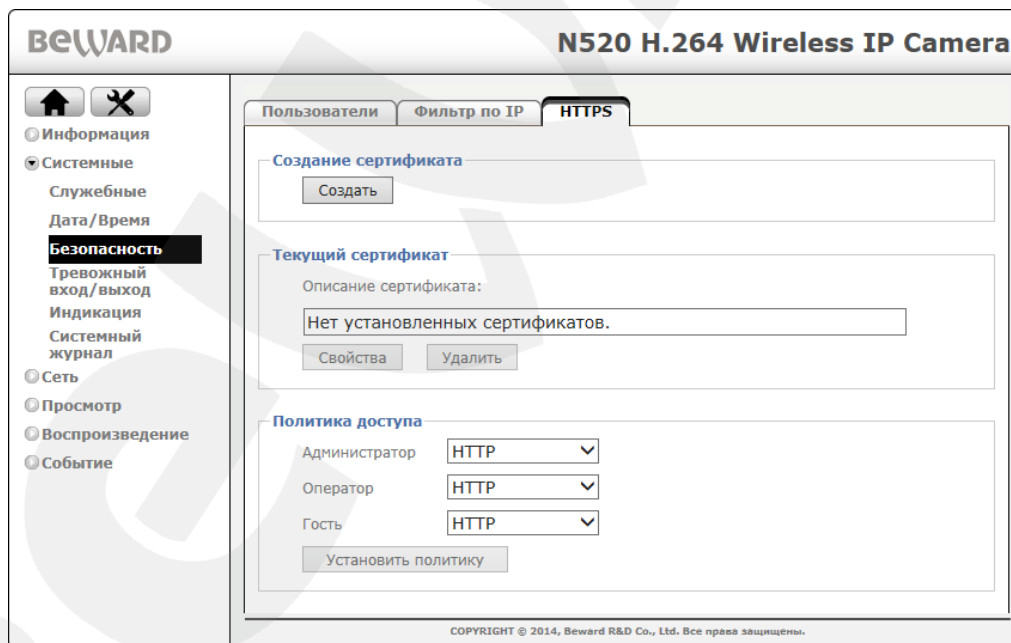 BEWARD
N520 H.264 Wireless IP Camera
Информация
Системные
Служебные
Дата/Время
Безопасность
Тревожный
вход/выход
Индикация
Системный
журнал
Сеть
Просмотр
Воспроизведение
Событие
Пользователи
Фильтр по IP
HTTPS
Создание сертификата
Создать
Текущий сертификат
Описание сертификата:
Нет установленных сертификатов.
Свойства
Удалить
Политика доступа
Администратор HTTP
Оператор HTTP
Гость HTTP
Установить политику
COPYRIGHT © 2014, Beward R&D Co., Ltd. Все права защищены.